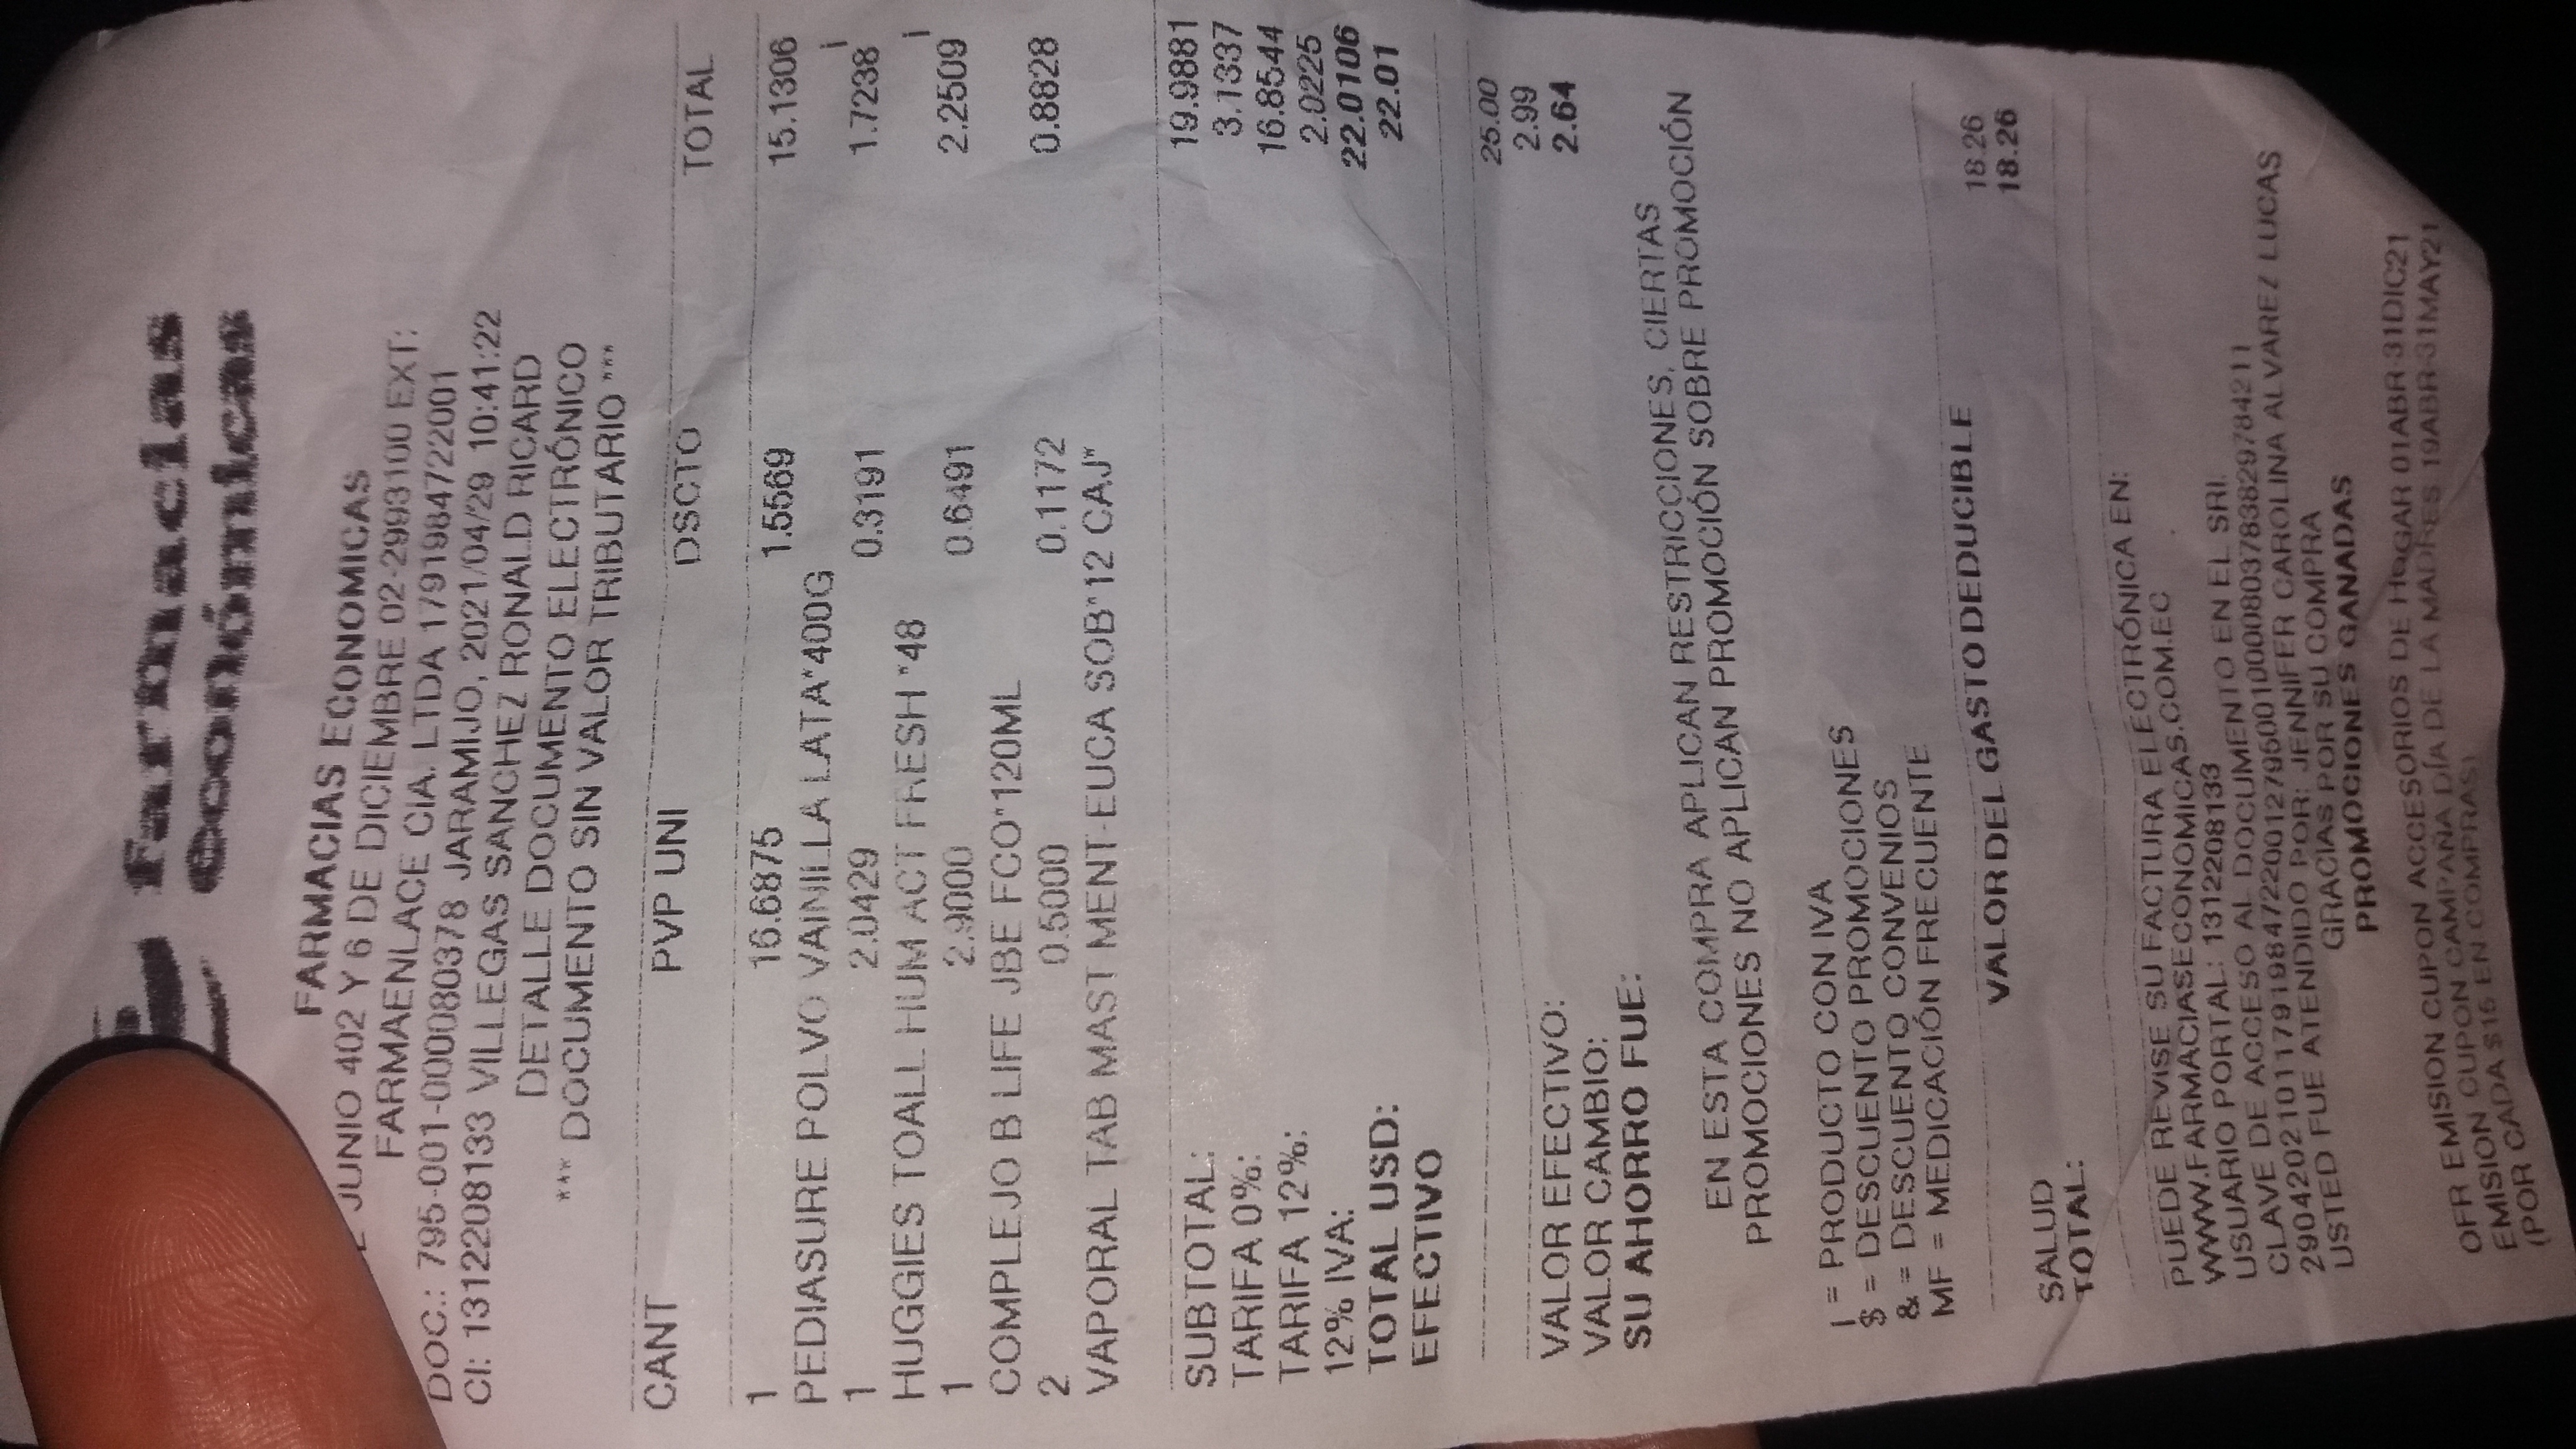 farmacias
económicas
FARMACIAS ECONOMICAS
JUNIO 402 Y 6 DE DICIEMBRE 02-2993100 EXT:
FARMAENLACE CIA. LTDA 1791984722001
DOC.: 795-001-000080378 JARAMIJO, 2021/04/29 10:41:22
CI: 1312208133 VILLEGAS SANCHEZ RONALD RICARD
DETALLE DOCUMENTO ELECTRÓNICO
*** DOCUMENTO SIN VALOR TRIBUTARIO ***
CANT PVP UNI DSCTO TOTAL
1 16.6875 1.5569 15.1306
PEDIASURE POLVO VAINILLA LATA*400G i
1 2.0429 0.3191 1.7238
HUGGIES TOALL HUM ACT FRESH *48 i
1 2.9000 0.6491 2.2509
COMPLEJO B LIFE JBE FCO*120ML
2 0.5000 0.1172 0.8828
VAPORAL TAB MAST MENT-EUCA SOB*12 CAJ*
SUBTOTAL: 19.9881
TARIFA 0%: 3.1337
TARIFA 12%: 16.8544
12% IVA: 2.0225
TOTAL USD: 22.0106
EFECTIVO 22.01
VALOR EFECTIVO: 25.00
VALOR CAMBIO: 2.99
SU AHORRO FUE: 2.64
EN ESTA COMPRA APLICAN RESTRICCIONES, CIERTAS
PROMOCIONES NO APLICAN PROMOCIÓN SOBRE PROMOCIÓN
i = PRODUCTO CON IVA
$ = DESCUENTO PROMOCIONES
& = DESCUENTO CONVENIOS
MF = MEDICACIÓN FRECUENTE
VALOR DEL GASTO DEDUCIBLE
SALUD 18.26
TOTAL: 18.26
PUEDE REVISE SU FACTURA ELECTRÓNICA EN:
WWW.FARMACIASECONOMICAS.COM.EC
USUARIO PORTAL: 1312208133
CLAVE DE ACCESO AL DOCUMENTO EN EL SRI:
2904202101179198472200127950010000803783829784211
USTED FUE ATENDIDO POR: JENNIFER CAROLINA ALVAREZ LUCAS
GRACIAS POR SU COMPRA
PROMOCIONES GANADAS
OFR EMISION CUPON ACCESORIOS DE HOGAR 01ABR-31DIC21
EMISION CUPON CAMPAÑA DÍA DE LA MADRES 19ABR-31MAY21
(POR CADA $15 EN COMPRAS)